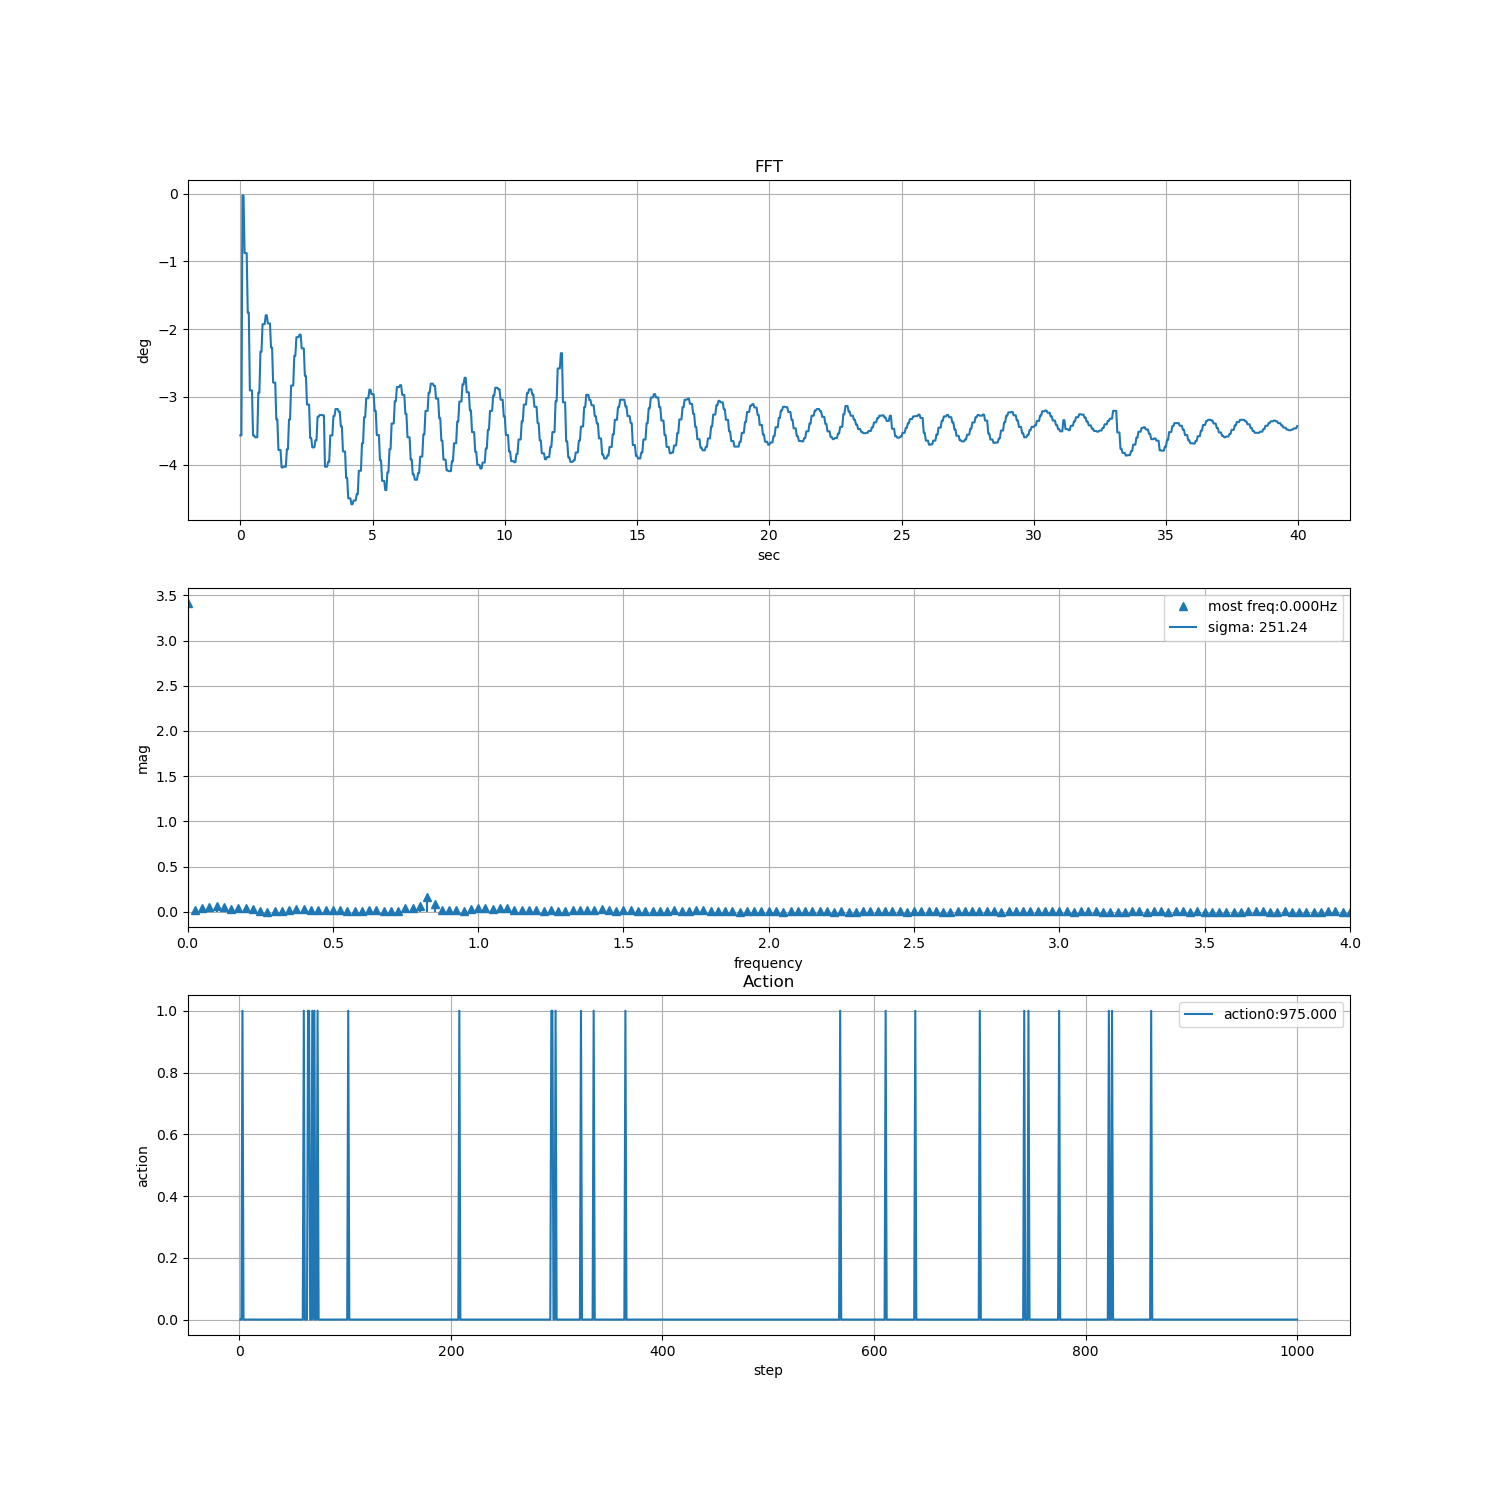 FFT
0
−1
−2
−3
−4
deg
0 5 10 15 20 25 30 35 40
sec
3.5
3.0
2.5
2.0
1.5
1.0
0.5
0.0
mag
most freq:0.000Hz
sigma: 251.24
0.0 0.5 1.0 1.5 2.0 2.5 3.0 3.5 4.0
frequency
Action
1.0
0.8
0.6
0.4
0.2
0.0
action
action0:975.000
0 200 400 600 800 1000
step